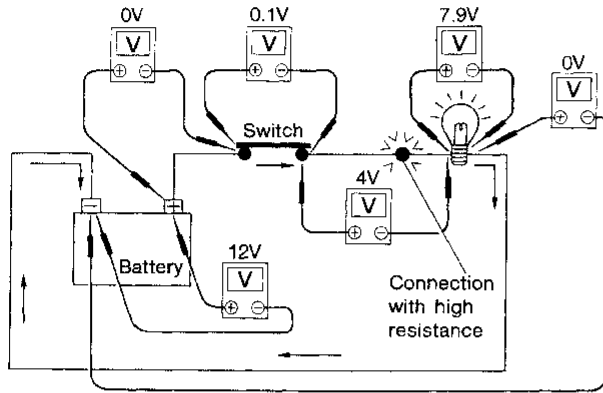 0V
V
⊕ ⊖
0.1V
V
⊕ ⊖
7.9V
V
⊕ ⊖
0V
V
⊕ ⊖
Switch
4V
V
⊕ ⊖
Battery
12V
V
⊕ ⊖
Connection
with high
resistance